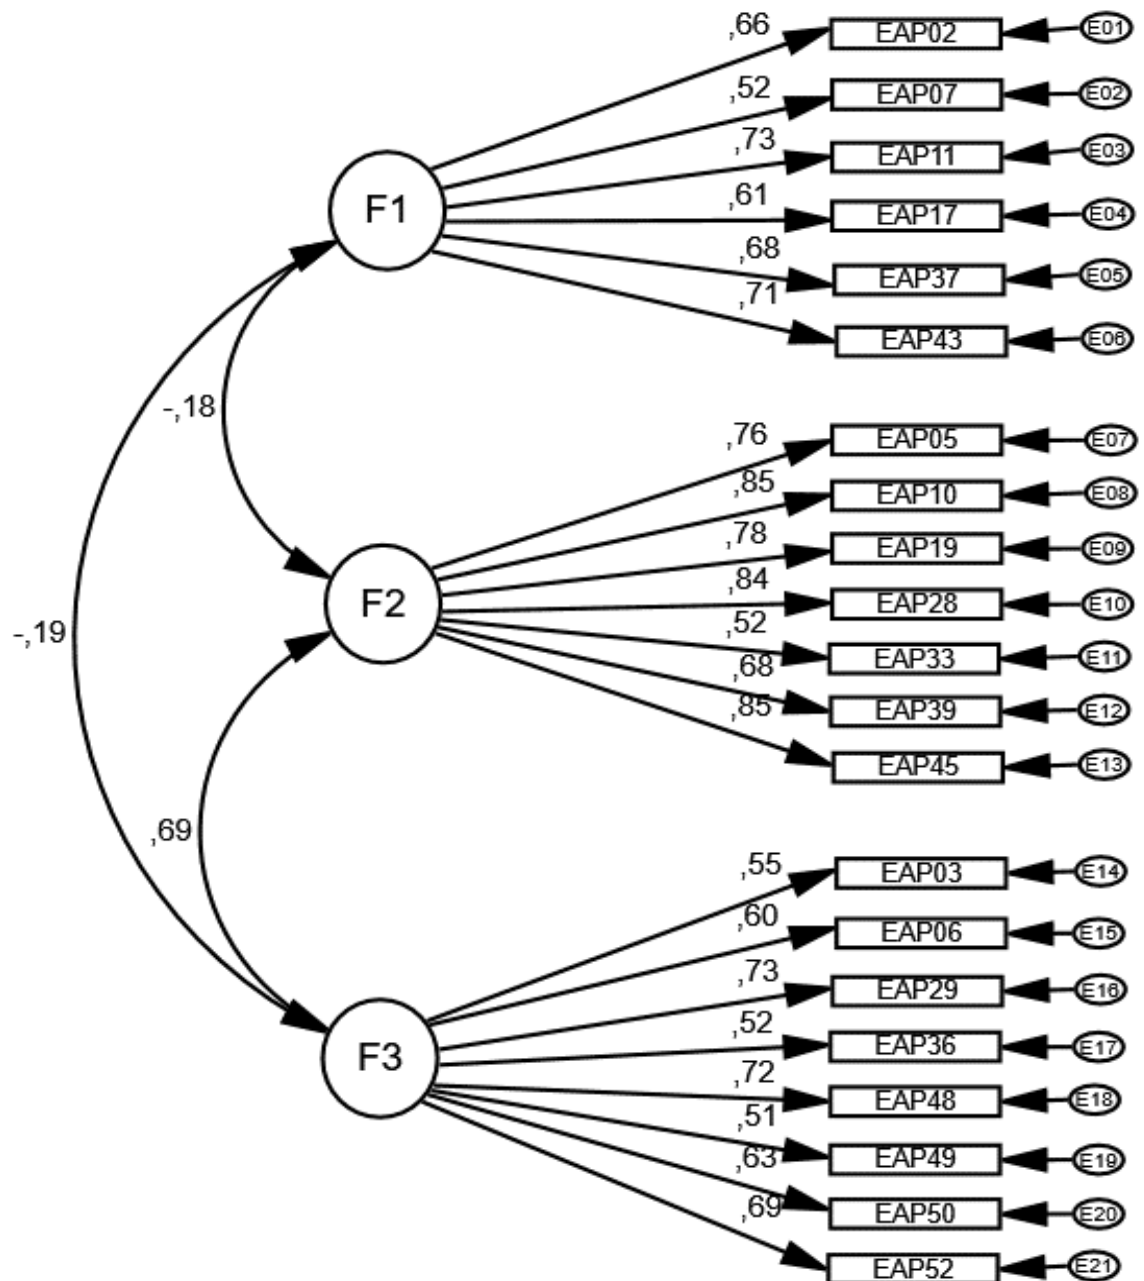 ,66 EAP02 E01
,52 EAP07 E02
,73 EAP11 E03
F1
,61 EAP17 E04
,68 EAP37 E05
,71 EAP43 E06
-,18
,76 EAP05 E07
,85 EAP10 E08
,78 EAP19 E09
F2
,84 EAP28 E10
,52 EAP33 E11
-,19
,68 EAP39 E12
,85 EAP45 E13
,69
,55 EAP03 E14
,60 EAP06 E15
,73 EAP29 E16
F3
,52 EAP36 E17
,72 EAP48 E18
,51 EAP49 E19
,63 EAP50 E20
,69 EAP52 E21